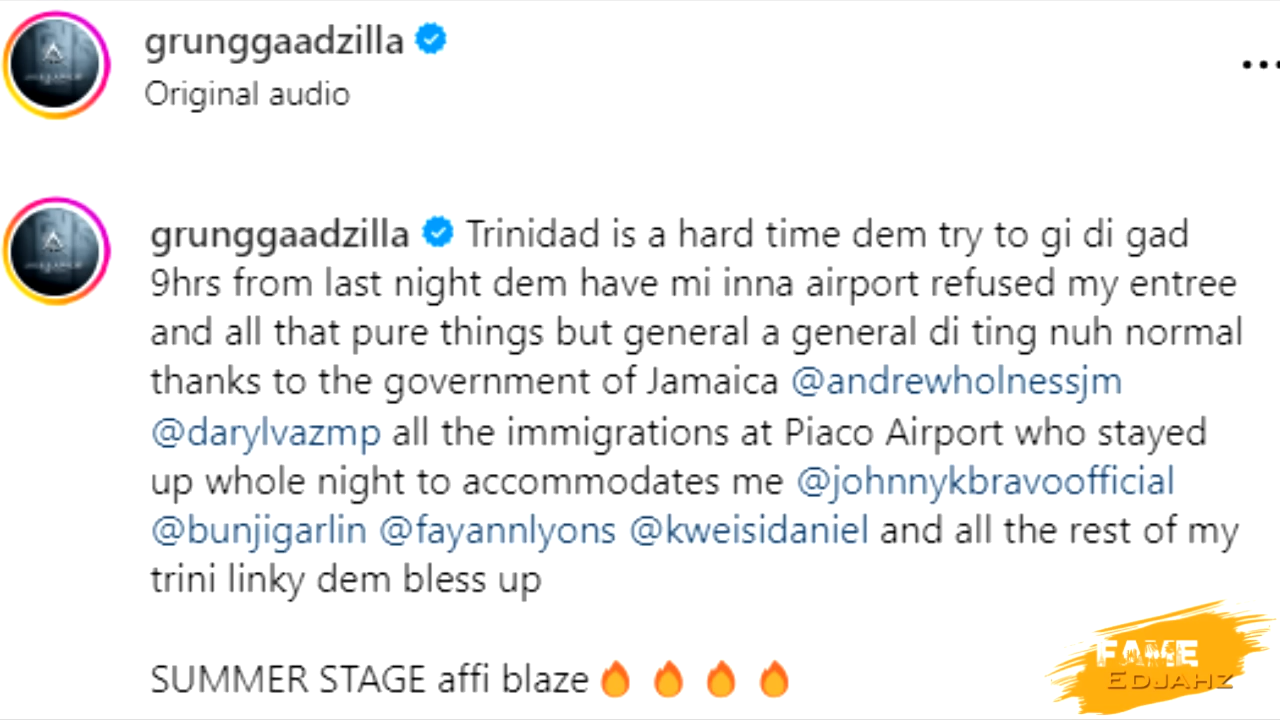 grunggaadzilla
Original audio
grunggaadzilla Trinidad is a hard time dem try to gi di gad
9hrs from last night dem have mi inna airport refused my entree
and all that pure things but general a general di ting nuh normal
thanks to the government of Jamaica @andrewholnessjm
@darylvazmp all the immigrations at Piaco Airport who stayed
up whole night to accommodates me @johnnykbravoofficial
@bunjigarlin @fayannlyons @kweisidaniel and all the rest of my
trini linky dem bless up
SUMMER STAGE affi blaze🔥🔥🔥🔥
FAME
EDJAHZ